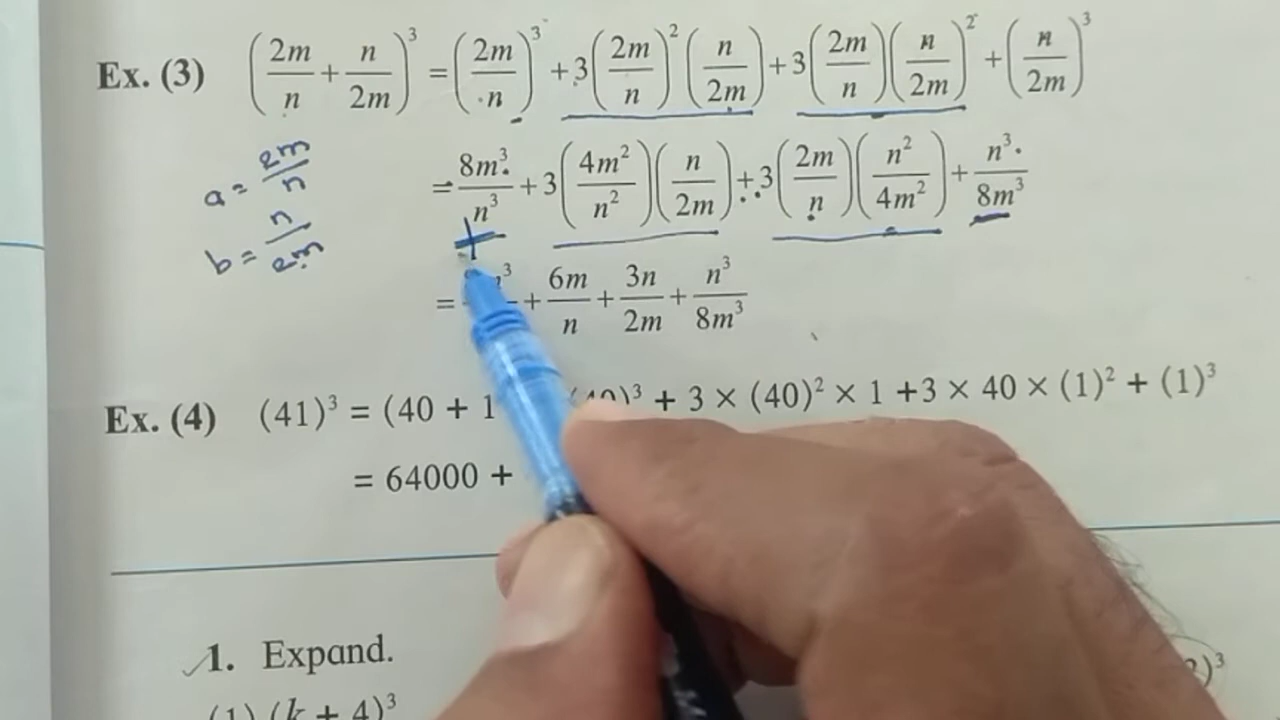 Ex. (3) (2m/n + n/2m)³ = (2m/n)³ + 3(2m/n)²(n/2m) + 3(2m/n)(n/2m)² + (n/2m)³
a = 2m/n
= 8m³/n³ + 3(4m²/n²)(n/2m) + 3(2m/n)(n²/4m²) + n³/8m³
b = n/2m
+ 6m/n + 3n/2m + n³/8m³
Ex. (4) (41)³ = (40 + 1 (40)³ + 3 × (40)² × 1 +3 × 40 × (1)² + (1)³
= 64000 +
1. Expand.
(1) (k + 4)³ )³